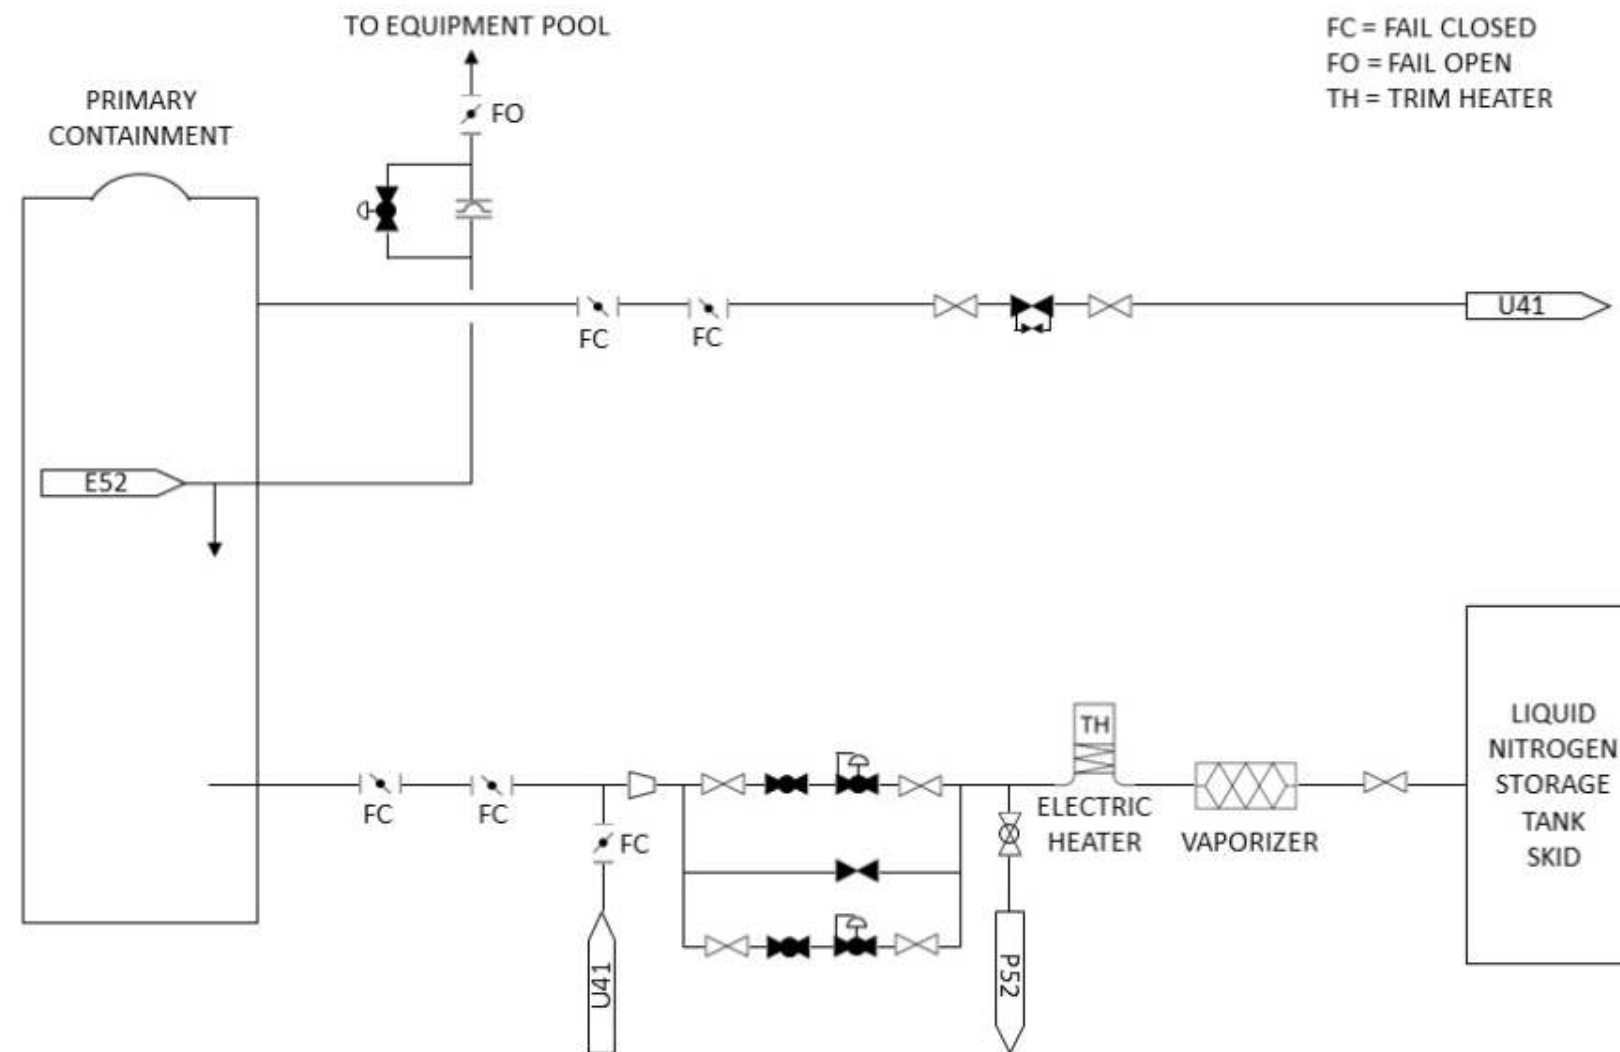 TO EQUIPMENT POOL
FC = FAIL CLOSED
FO = FAIL OPEN
TH = TRIM HEATER
PRIMARY
CONTAINMENT
FO
U41
FC
FC
E52
TH
LIQUID
NITROGEN
STORAGE
TANK
SKID
FC
FC
FC
ELECTRIC
HEATER
VAPORIZER
U41
P52